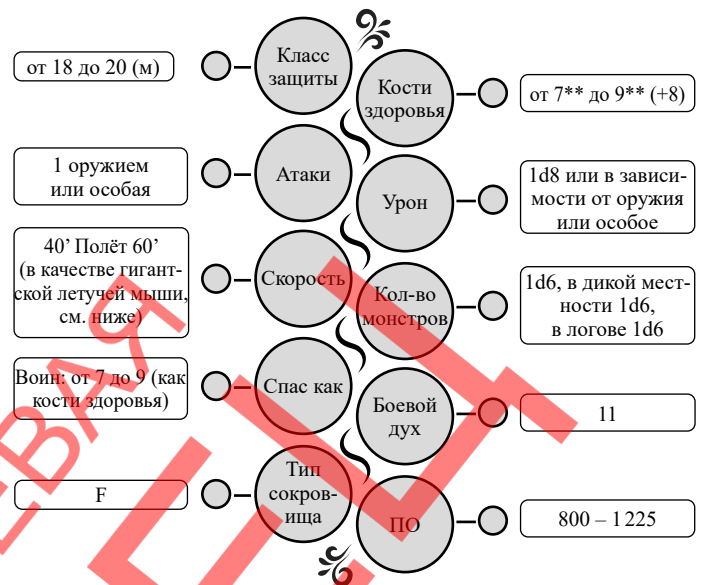 Класс
защиты
от 18 до 20 (м)
Кости
здоровья
от 7** до 9** (+8)
Атаки
1 оружием
или особая
Урон
1d8 или в зависи-
мости от оружия
или особое
Скорость
40’ Полёт 60’
(в качестве гигант-
ской летучей мыши,
см. ниже)
Кол-во
монстров
1d6, в дикой мест-
ности 1d6,
в логове 1d6
Спас как
Воин: от 7 до 9 (как
кости здоровья)
Боевой
дух
11
Тип
сокров-
ища
F
ПО
800 – 1 225
ЕВАЯ